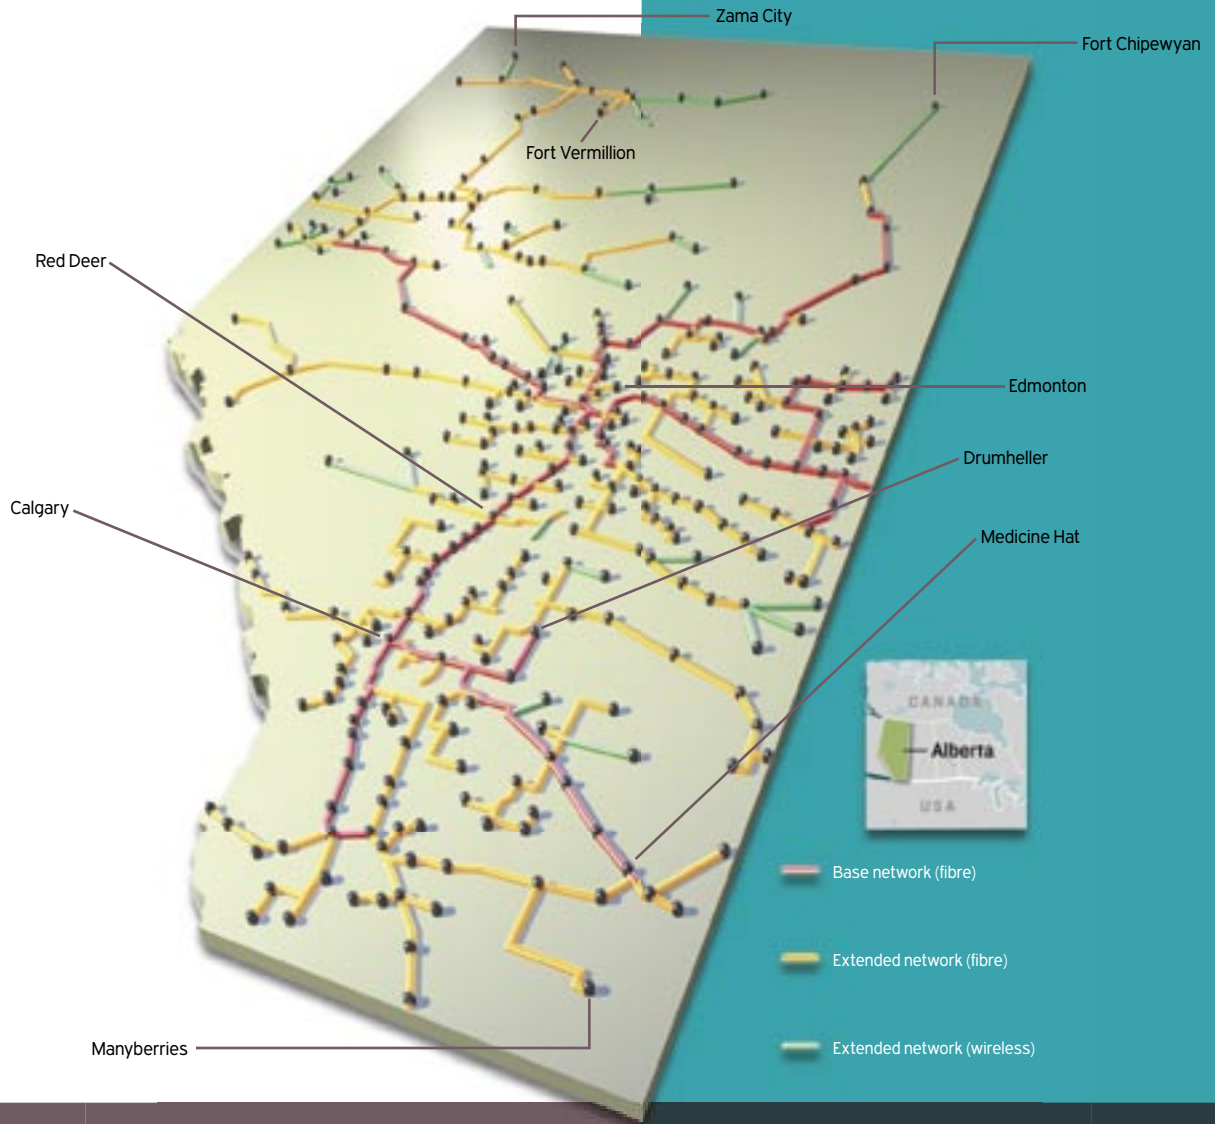 Zama City
Fort Chipewyan
Fort Vermillion
Red Deer
Edmonton
Drumheller
Calgary
Medicine Hat
CANADA
Alberta
USA
Base network (fibre)
Extended network (fibre)
Extended network (wireless)
Manyberries